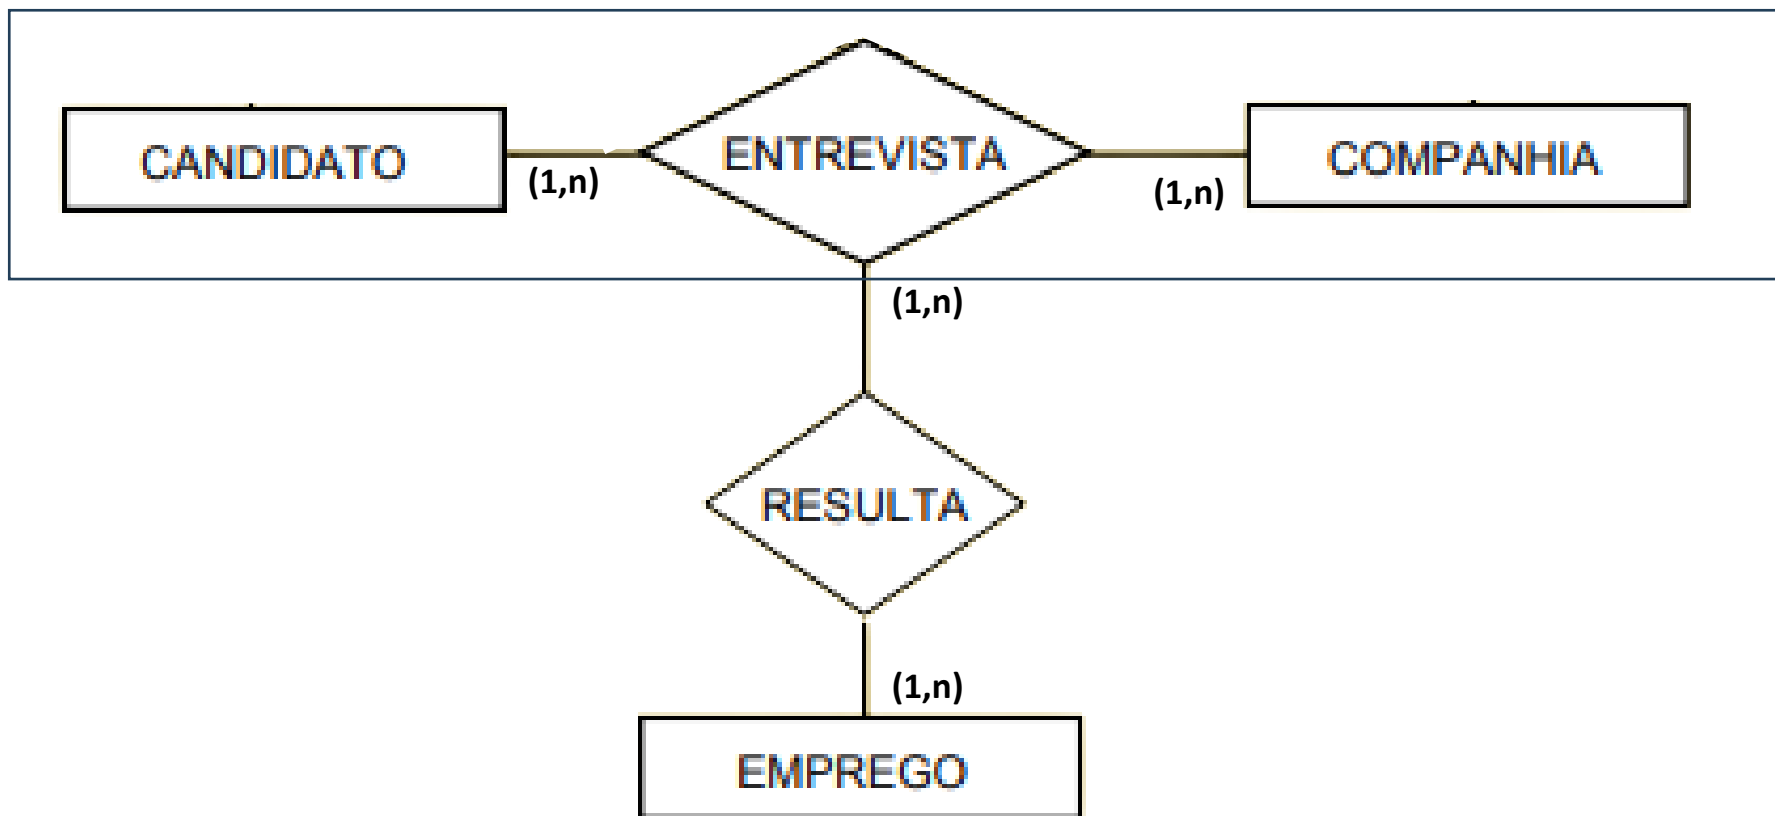 CANDIDATO
(1,n)
ENTREVISTA
(1,n)
COMPANHIA
(1,n)
RESULTA
(1,n)
EMPREGO